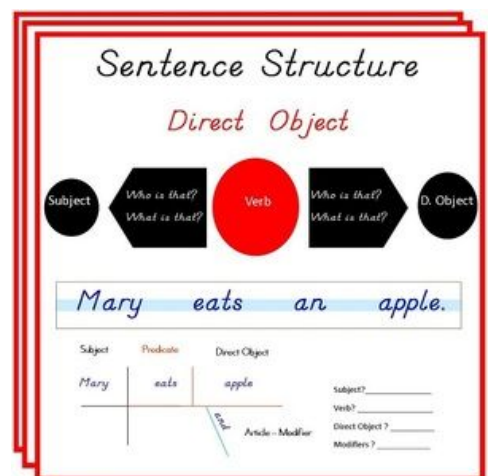 Sentence Structure
Direct Object
Subject
Who is that?
What is that?
Verb
Who is that?
What is that?
D. Object
Mary eats an apple.
Subject Predicate Direct Object
Mary eats apple
and
Article - Modifier
Subject?
Verb?
Direct Object ?
Modifiers ?